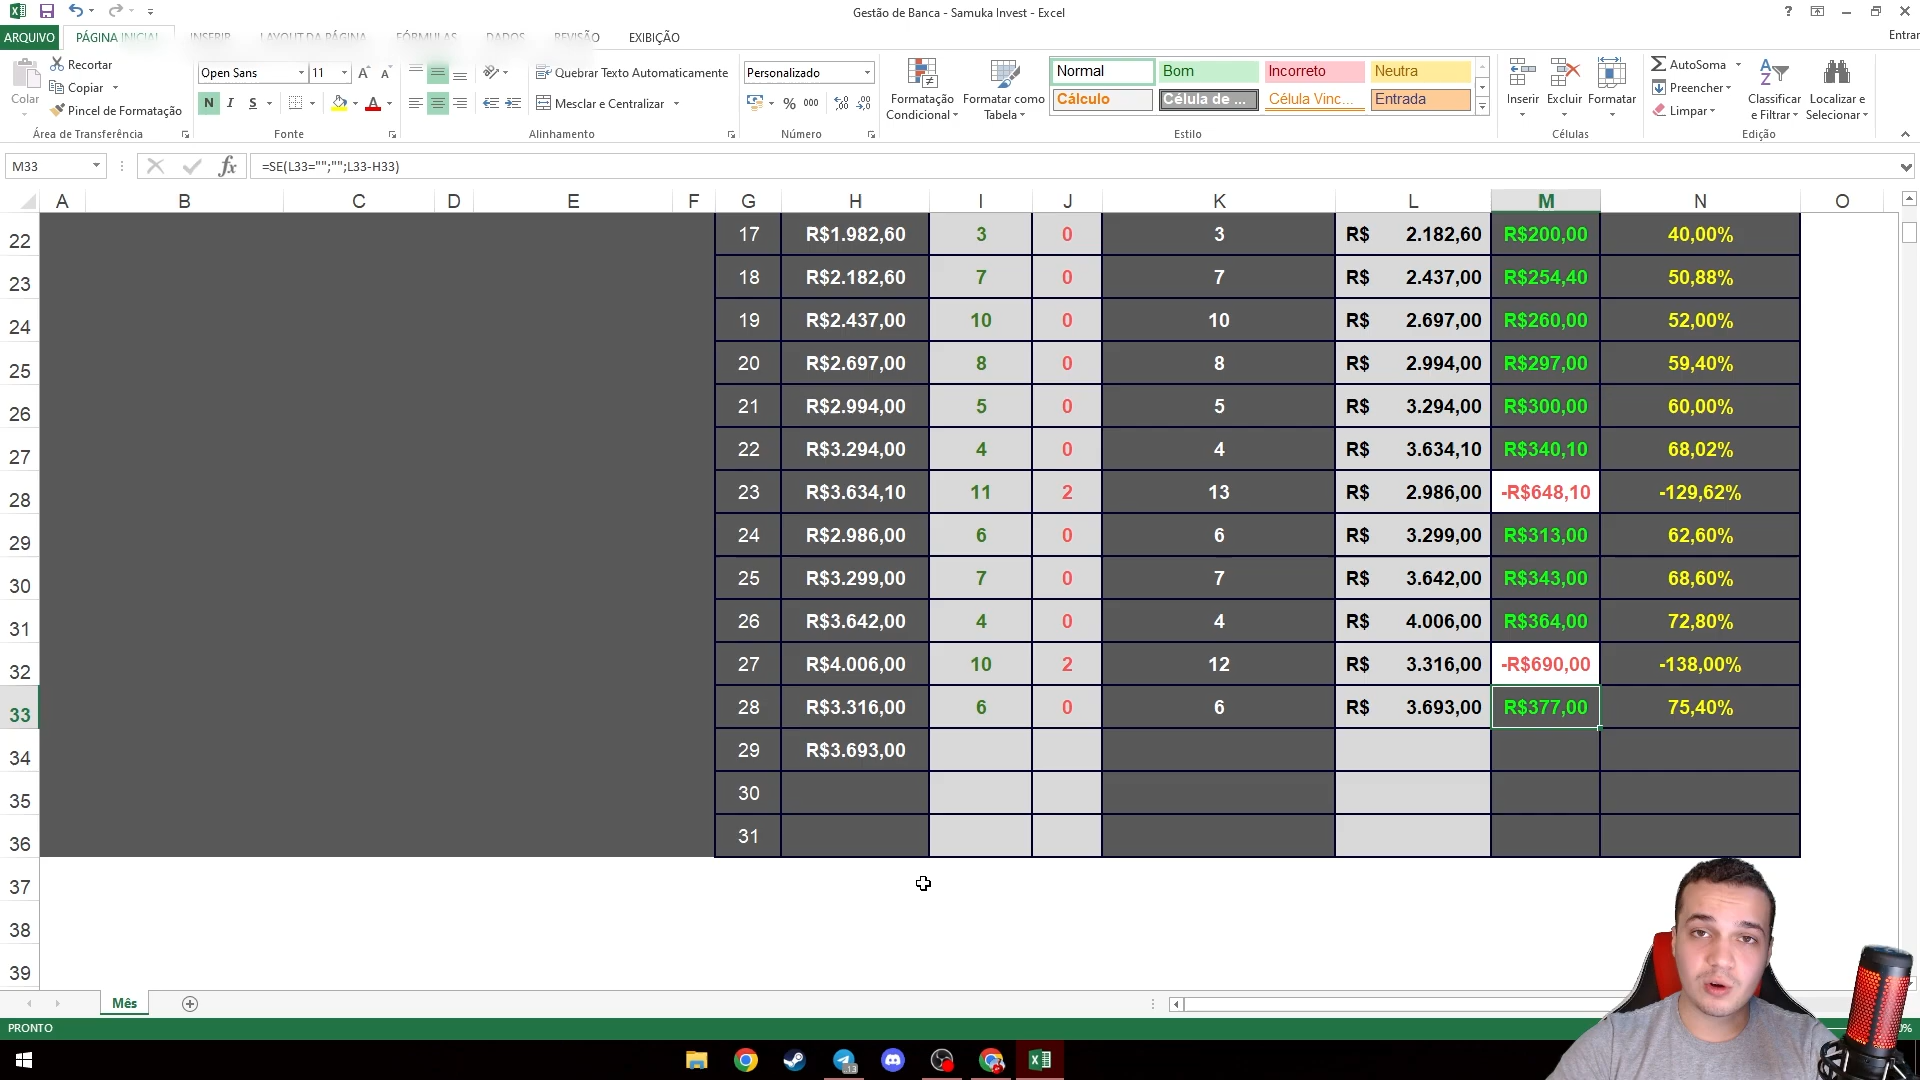 Gestão de Banca - Samuka Invest - Excel
ARQUIVO PÁGINA INICIAL INSERIR LAYOUT DA PÁGINA FÓRMULAS DADOS REVISÃO EXIBIÇÃO Entrar
Colar
Recortar
Copiar
Pincel de Formatação
Área de Transferência
Open Sans 11
N I S
Fonte
Quebrar Texto Automaticamente
Mesclar e Centralizar
Alinhamento
Personalizado
% 000
Número
Formatação Condicional
Formatar como Tabela
Normal Bom Incorreto Neutra
Cálculo Célula de ... Célula Vinc... Entrada
Estilo
Inserir Excluir Formatar
Células
AutoSoma
Preencher
Limpar
Classificar e Filtrar
Localizar e Selecionar
Edição
M33 fx =SE(L33="";"";L33-H33)
A B C D E F G H I J K L M N O
22 17 R$1.982,60 3 0 3 R$ 2.182,60 R$200,00 40,00%
23 18 R$2.182,60 7 0 7 R$ 2.437,00 R$254,40 50,88%
24 19 R$2.437,00 10 0 10 R$ 2.697,00 R$260,00 52,00%
25 20 R$2.697,00 8 0 8 R$ 2.994,00 R$297,00 59,40%
26 21 R$2.994,00 5 0 5 R$ 3.294,00 R$300,00 60,00%
27 22 R$3.294,00 4 0 4 R$ 3.634,10 R$340,10 68,02%
28 23 R$3.634,10 11 2 13 R$ 2.986,00 -R$648,10 -129,62%
29 24 R$2.986,00 6 0 6 R$ 3.299,00 R$313,00 62,60%
30 25 R$3.299,00 7 0 7 R$ 3.642,00 R$343,00 68,60%
31 26 R$3.642,00 4 0 4 R$ 4.006,00 R$364,00 72,80%
32 27 R$4.006,00 10 2 12 R$ 3.316,00 -R$690,00 -138,00%
33 28 R$3.316,00 6 0 6 R$ 3.693,00 R$377,00 75,40%
34 29 R$3.693,00
35 30
36 31
37
38
39
Mês
PRONTO